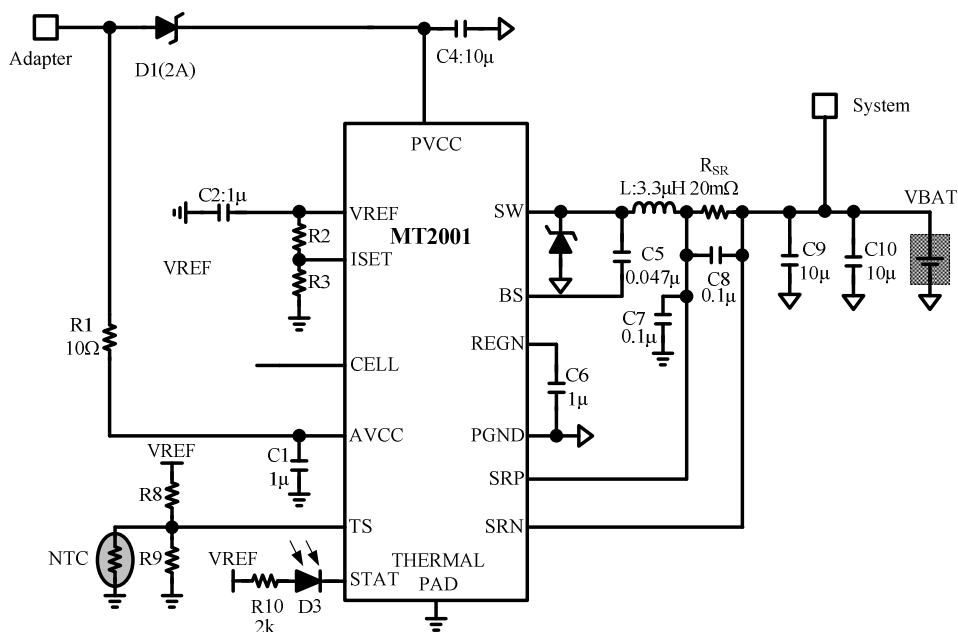 Adapter
D1(2A)
C4:10μ
System
PVCC
R_SR
L:3.3μH 20mΩ
VBAT
C2:1μ
VREF
SW
R2
MT2001
VREF
ISET
R3
C5
0.047μ
C8
0.1μ
C9
10μ
C10
10μ
BS
C7
0.1μ
R1
10Ω
REGN
CELL
C6
1μ
AVCC
PGND
C1
1μ
VREF
SRP
R8
TS
SRN
NTC
R9
VREF
THERMAL
PAD
STAT
R10
2k
D3